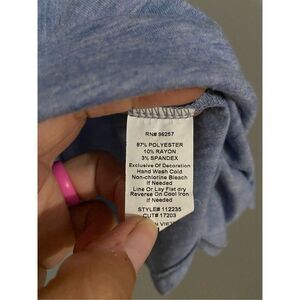 RN# 96257
87% POLYESTER
10% RAYON
3% SPANDEX
Exclusive Of Decoration
Hand Wash Cold
Non-chlorine Bleach
If Needed
Line Or Lay Flat dry
Reverse On Cool Iron
If Needed
STYLE# 112235
CUT# 17203